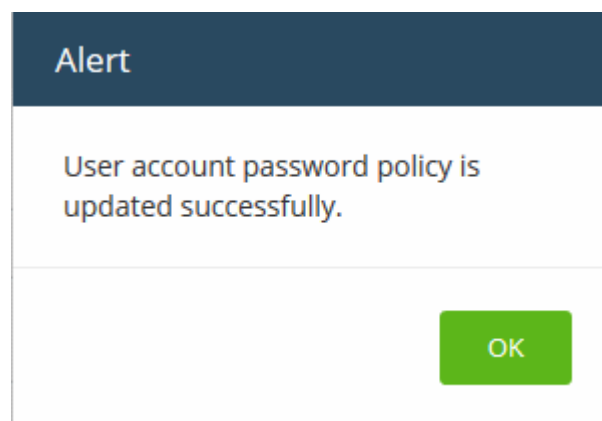 Alert
User account password policy is
updated successfully.
OK